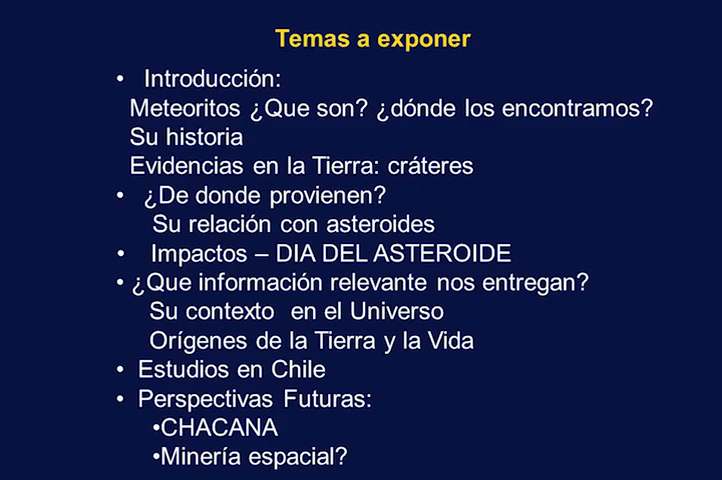 Temas a exponer
• Introducción:
Meteoritos ¿Que son? ¿dónde los encontramos?
Su historia
Evidencias en la Tierra: cráteres
• ¿De donde provienen?
Su relación con asteroides
• Impactos – DIA DEL ASTEROIDE
• ¿Que información relevante nos entregan?
Su contexto en el Universo
Orígenes de la Tierra y la Vida
• Estudios en Chile
• Perspectivas Futuras:
•CHACANA
•Minería espacial?